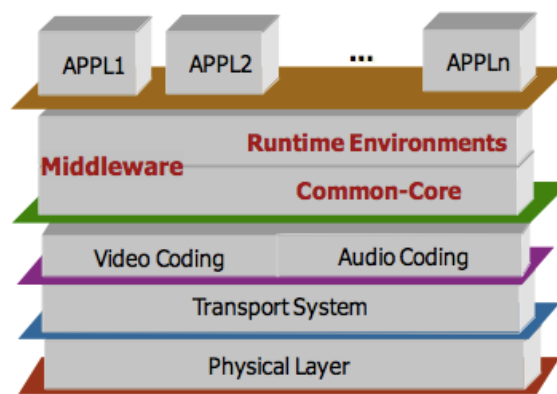 APPL1 APPL2 ... APPLn
Runtime Environments
Middleware
Common-Core
Video Coding Audio Coding
Transport System
Physical Layer